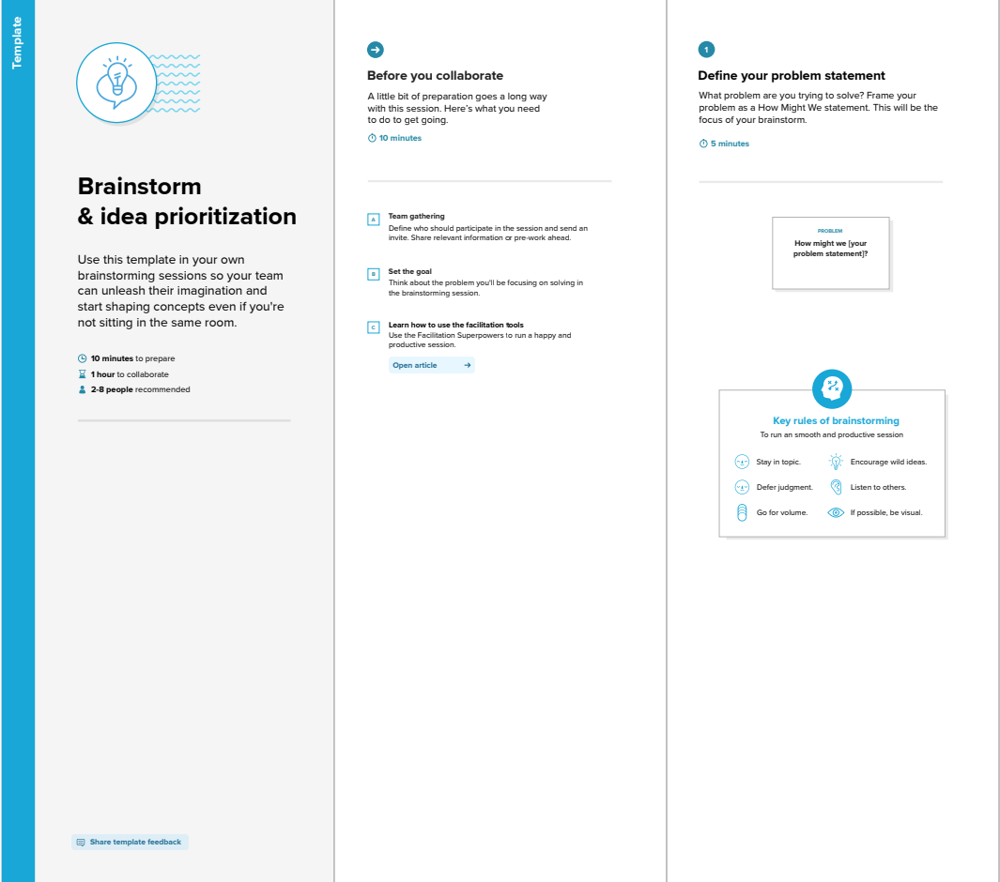 Template
Brainstorm
& idea prioritization
Use this template in your own
brainstorming sessions so your team
can unleash their imagination and
start shaping concepts even if you're
not sitting in the same room.
10 minutes to prepare
1 hour to collaborate
2-8 people recommended
Share template feedback
Before you collaborate
A little bit of preparation goes a long way
with this session. Here's what you need
to do to get going.
10 minutes
A
Team gathering
Define who should participate in the session and send an
invite. Share relevant information or pre-work ahead.
B
Set the goal
Think about the problem you'll be focusing on solving in
the brainstorming session.
C
Learn how to use the facilitation tools
Use the Facilitation Superpowers to run a happy and
productive session.
Open article
1
Define your problem statement
What problem are you trying to solve? Frame your
problem as a How Might We statement. This will be the
focus of your brainstorm.
5 minutes
PROBLEM
How might we [your
problem statement]?
Key rules of brainstorming
To run an smooth and productive session
Stay in topic.
Encourage wild ideas.
Defer judgment.
Listen to others.
Go for volume.
If possible, be visual.